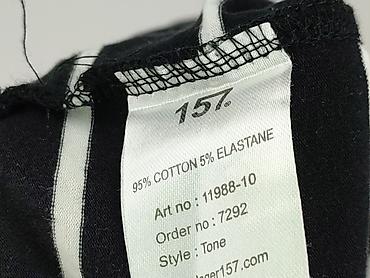 157.
95% COTTON 5% ELASTANE
Art no : 11988-10
Order no : 7292
Style : Tone